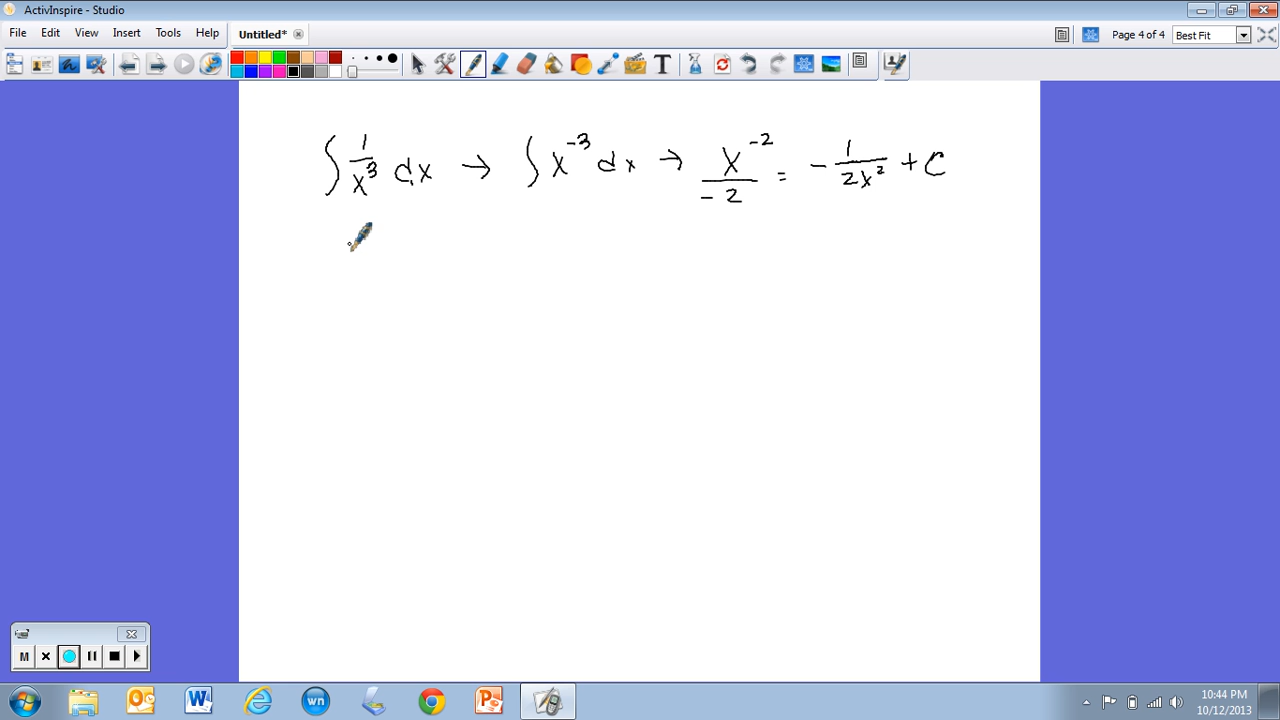 ActivInspire - Studio
File Edit View Insert Tools Help Untitled* Page 4 of 4 Best Fit
T
∫ 1/x³ dx → ∫ x⁻³ dx → x⁻²/-2 = - 1/2x² + C
M
W wn P
10:44 PM
10/12/2013